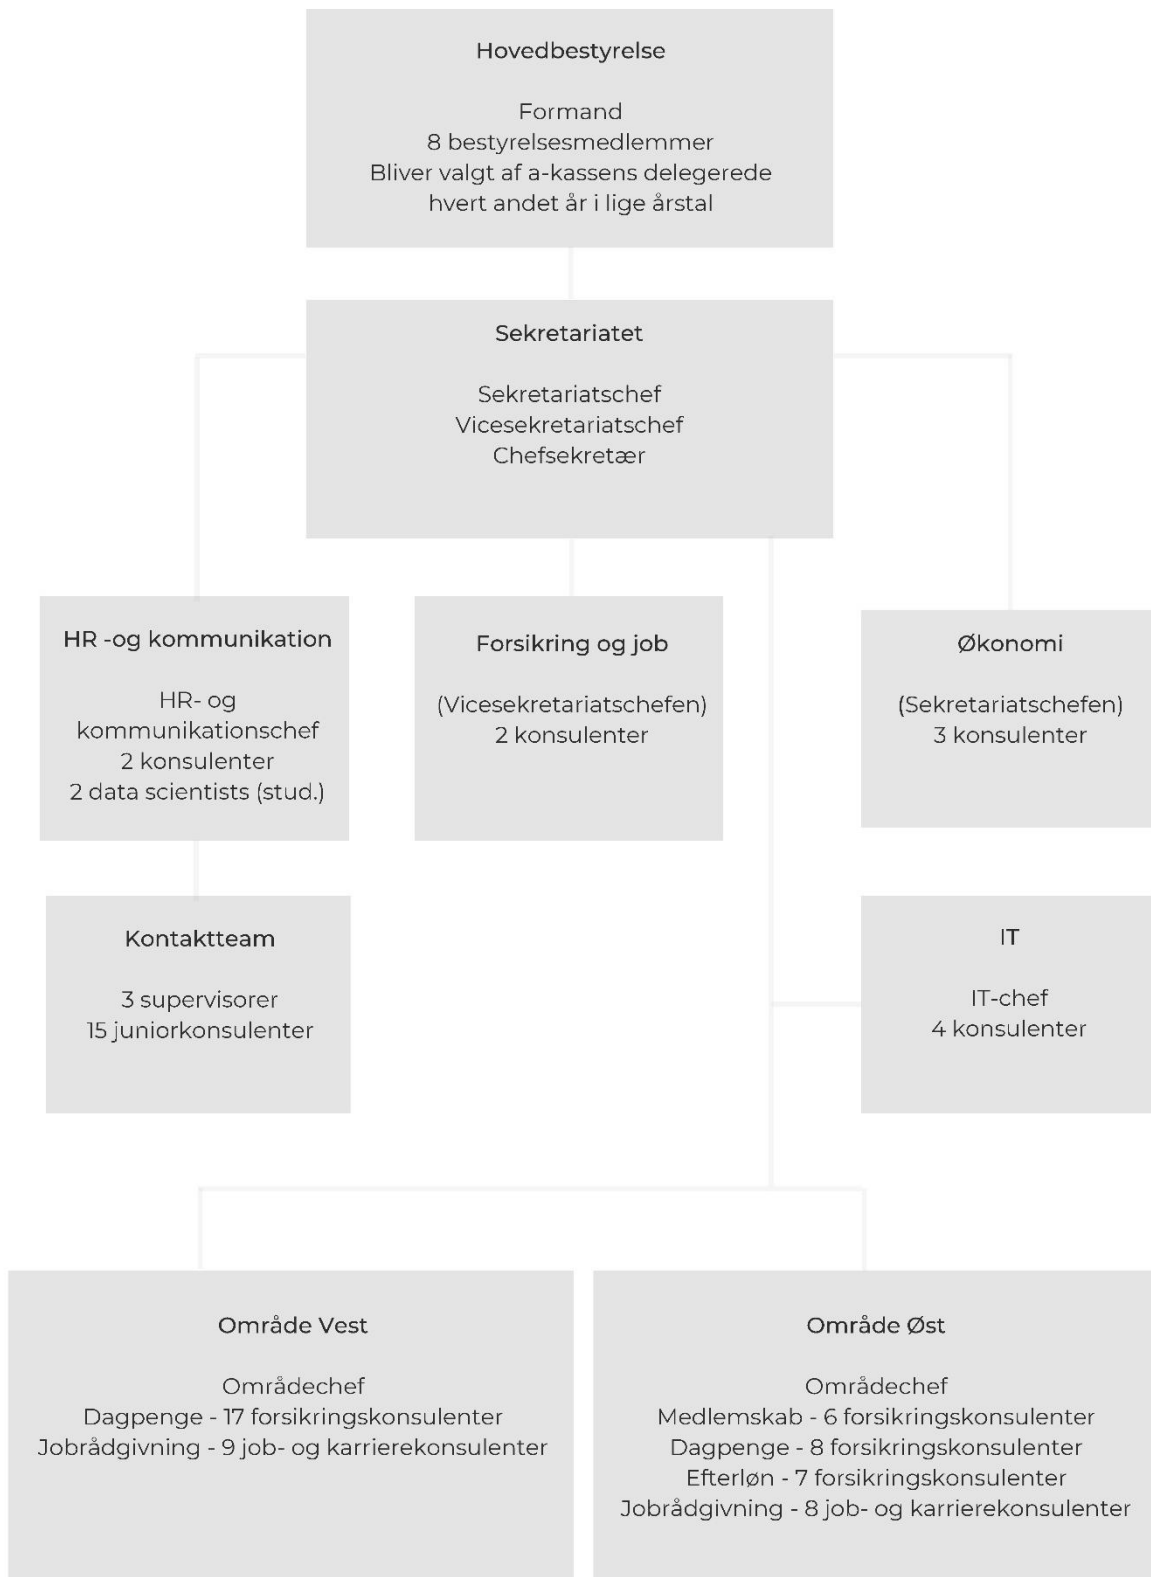 Hovedbestyrelse
Formand
8 bestyrelsesmedlemmer
Bliver valgt af a-kassens delegerede
hvert andet år i lige årstal
Sekretariatet
Sekretariatschef
Vicesekretariatschef
Chefsekretær
HR -og kommunikation
HR- og
kommunikationschef
2 konsulenter
2 data scientists (stud.)
Forsikring og job
(Vicesekretariatschefen)
2 konsulenter
Økonomi
(Sekretariatschefen)
3 konsulenter
Kontaktteam
3 supervisorer
15 juniorkonsulenter
IT
IT-chef
4 konsulenter
Område Vest
Områdechef
Dagpenge - 17 forsikringskonsulenter
Jobrådgivning - 9 job- og karrierekonsulenter
Område Øst
Områdechef
Medlemskab - 6 forsikringskonsulenter
Dagpenge - 8 forsikringskonsulenter
Efterløn - 7 forsikringskonsulenter
Jobrådgivning - 8 job- og karrierekonsulenter